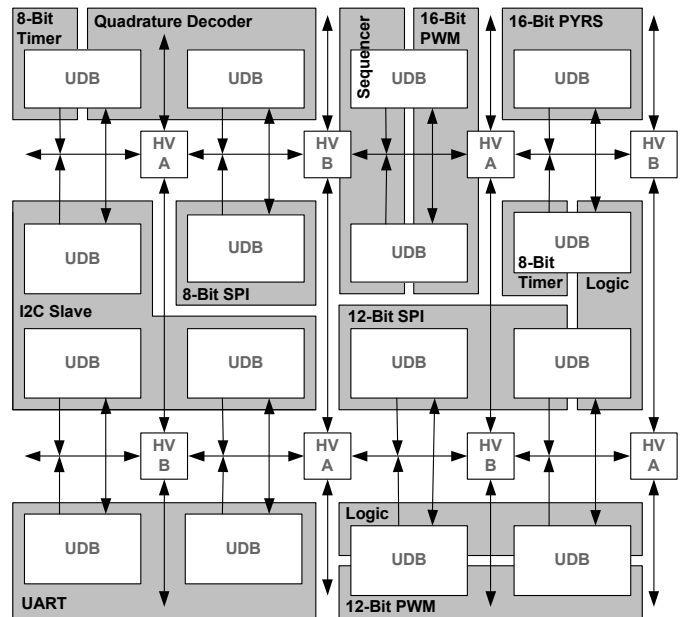 8-Bit
Timer
Quadrature Decoder
Sequencer
16-Bit
PWM
16-Bit PYRS
UDB
UDB
UDB
UDB
HV
A
HV
B
HV
A
HV
B
UDB
UDB
UDB
UDB
8-Bit
Timer
Logic
8-Bit SPI
I2C Slave
12-Bit SPI
UDB
UDB
UDB
UDB
HV
B
HV
A
HV
B
HV
A
Logic
UDB
UDB
UDB
UDB
UART
12-Bit PWM